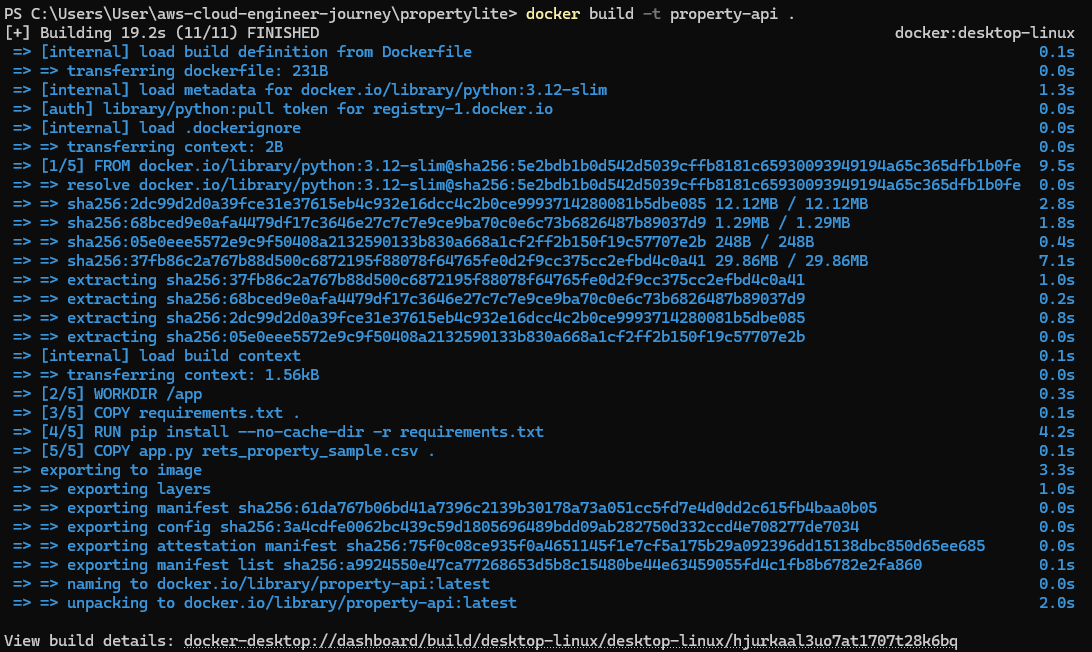 PS C:\Users\User\aws-cloud-engineer-journey\propertylite> docker build -t property-api .
[+] Building 19.2s (11/11) FINISHED docker:desktop-linux
=> [internal] load build definition from Dockerfile 0.1s
=> => transferring dockerfile: 231B 0.0s
=> [internal] load metadata for docker.io/library/python:3.12-slim 1.3s
=> [auth] library/python:pull token for registry-1.docker.io 0.0s
=> [internal] load .dockerignore 0.0s
=> => transferring context: 2B 0.0s
=> [1/5] FROM docker.io/library/python:3.12-slim@sha256:5e2bdb1b0d542d5039cffb8181c65930093949194a65c365dfb1b0fe 9.5s
=> => resolve docker.io/library/python:3.12-slim@sha256:5e2bdb1b0d542d5039cffb8181c65930093949194a65c365dfb1b0fe 0.0s
=> => sha256:2dc99d2d0a39fce31e37615eb4c932e16dcc4c2b0ce9993714280081b5dbe085 12.12MB / 12.12MB 2.8s
=> => sha256:68bced9e0afa4479df17c3646e27c7c7e9ce9ba70c0e6c73b6826487b89037d9 1.29MB / 1.29MB 1.8s
=> => sha256:05e0eee5572e9c9f50408a2132590133b830a668a1cf2ff2b150f19c57707e2b 248B / 248B 0.4s
=> => sha256:37fb86c2a767b88d500c6872195f88078f64765fe0d2f9cc375cc2efbd4c0a41 29.86MB / 29.86MB 7.1s
=> => extracting sha256:37fb86c2a767b88d500c6872195f88078f64765fe0d2f9cc375cc2efbd4c0a41 1.0s
=> => extracting sha256:68bced9e0afa4479df17c3646e27c7c7e9ce9ba70c0e6c73b6826487b89037d9 0.2s
=> => extracting sha256:2dc99d2d0a39fce31e37615eb4c932e16dcc4c2b0ce9993714280081b5dbe085 0.8s
=> => extracting sha256:05e0eee5572e9c9f50408a2132590133b830a668a1cf2ff2b150f19c57707e2b 0.0s
=> [internal] load build context 0.1s
=> => transferring context: 1.56kB 0.0s
=> [2/5] WORKDIR /app 0.3s
=> [3/5] COPY requirements.txt . 0.1s
=> [4/5] RUN pip install --no-cache-dir -r requirements.txt 4.2s
=> [5/5] COPY app.py rets_property_sample.csv . 0.1s
=> exporting to image 3.3s
=> => exporting layers 1.0s
=> => exporting manifest sha256:61da767b06bd41a7396c2139b30178a73a051cc5fd7e4d0dd2c615fb4baa0b05 0.0s
=> => exporting config sha256:3a4cdfe0062bc439c59d1805696489bdd09ab282750d332ccd4e708277de7034 0.0s
=> => exporting attestation manifest sha256:75f0c08ce935f0a4651145f1e7cf5a175b29a092396dd15138dbc850d65ee685 0.0s
=> => exporting manifest list sha256:a9924550e47ca77268653d5b8c15480be44e63459055fd4c1fb8b6782e2fa860 0.1s
=> => naming to docker.io/library/property-api:latest 0.0s
=> => unpacking to docker.io/library/property-api:latest 2.0s
View build details: docker-desktop://dashboard/build/desktop-linux/desktop-linux/hjurkaal3uo7at1707t28k6bq